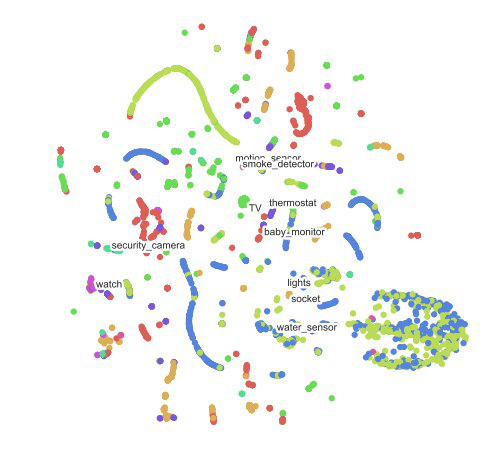 motion_sensor
smoke_detector
thermostat
TV
baby_monitor
security_camera
watch
lights
socket
water_sensor